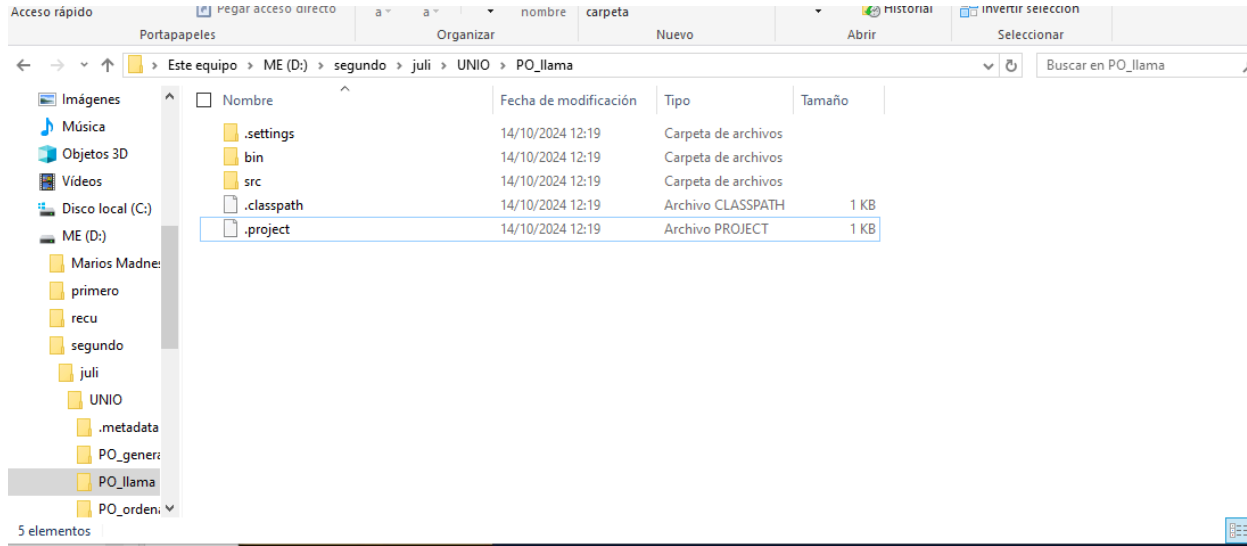 Acceso rápido
Pegar acceso directo
nombre
carpeta
Historial
Invertir selección
Portapapeles
Organizar
Nuevo
Abrir
Seleccionar
Este equipo > ME (D:) > segundo > juli > UNIO > PO_llama
Buscar en PO_llama
Imágenes
Música
Objetos 3D
Vídeos
Disco local (C:)
ME (D:)
Marios Madne
primero
recu
segundo
juli
UNIO
.metadata
PO_genera
PO_llama
PO_ordena
Nombre Fecha de modificación Tipo Tamaño
.settings 14/10/2024 12:19 Carpeta de archivos
bin 14/10/2024 12:19 Carpeta de archivos
src 14/10/2024 12:19 Carpeta de archivos
.classpath 14/10/2024 12:19 Archivo CLASSPATH 1 KB
.project 14/10/2024 12:19 Archivo PROJECT 1 KB
5 elementos